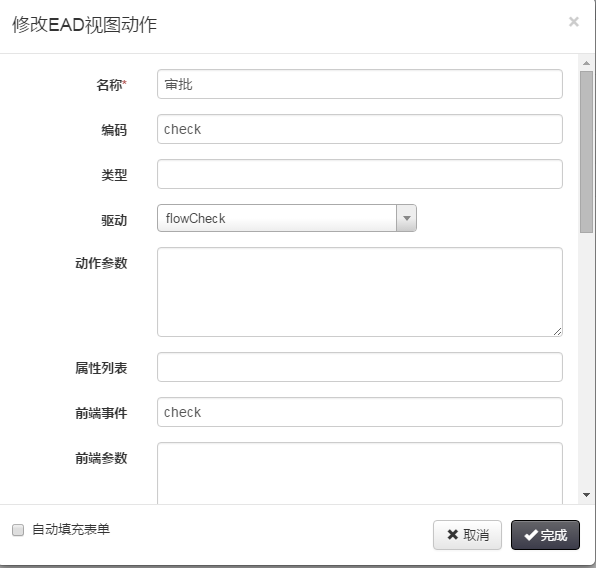 修改EAD视图动作 ×
名称* 审批
编码 check
类型
驱动 flowCheck
动作参数
属性列表
前端事件 check
前端参数
自动填充表单 ✖ 取消 ✔ 完成